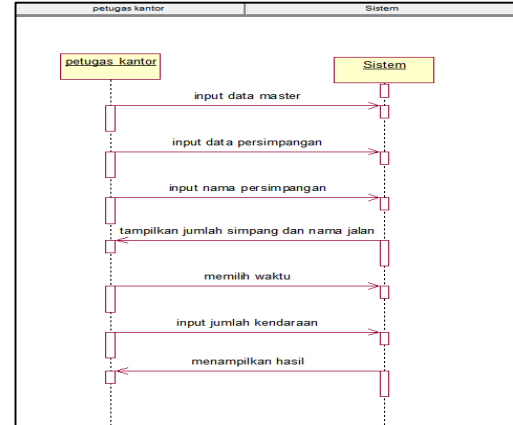 petugas kantor
Sistem
petugas kantor
Sistem
input data master
input data persimpangan
input nama persimpangan
tampilkan jumlah simpang dan nama jalan
memilih waktu
input jumlah kendaraan
menampilkan hasil